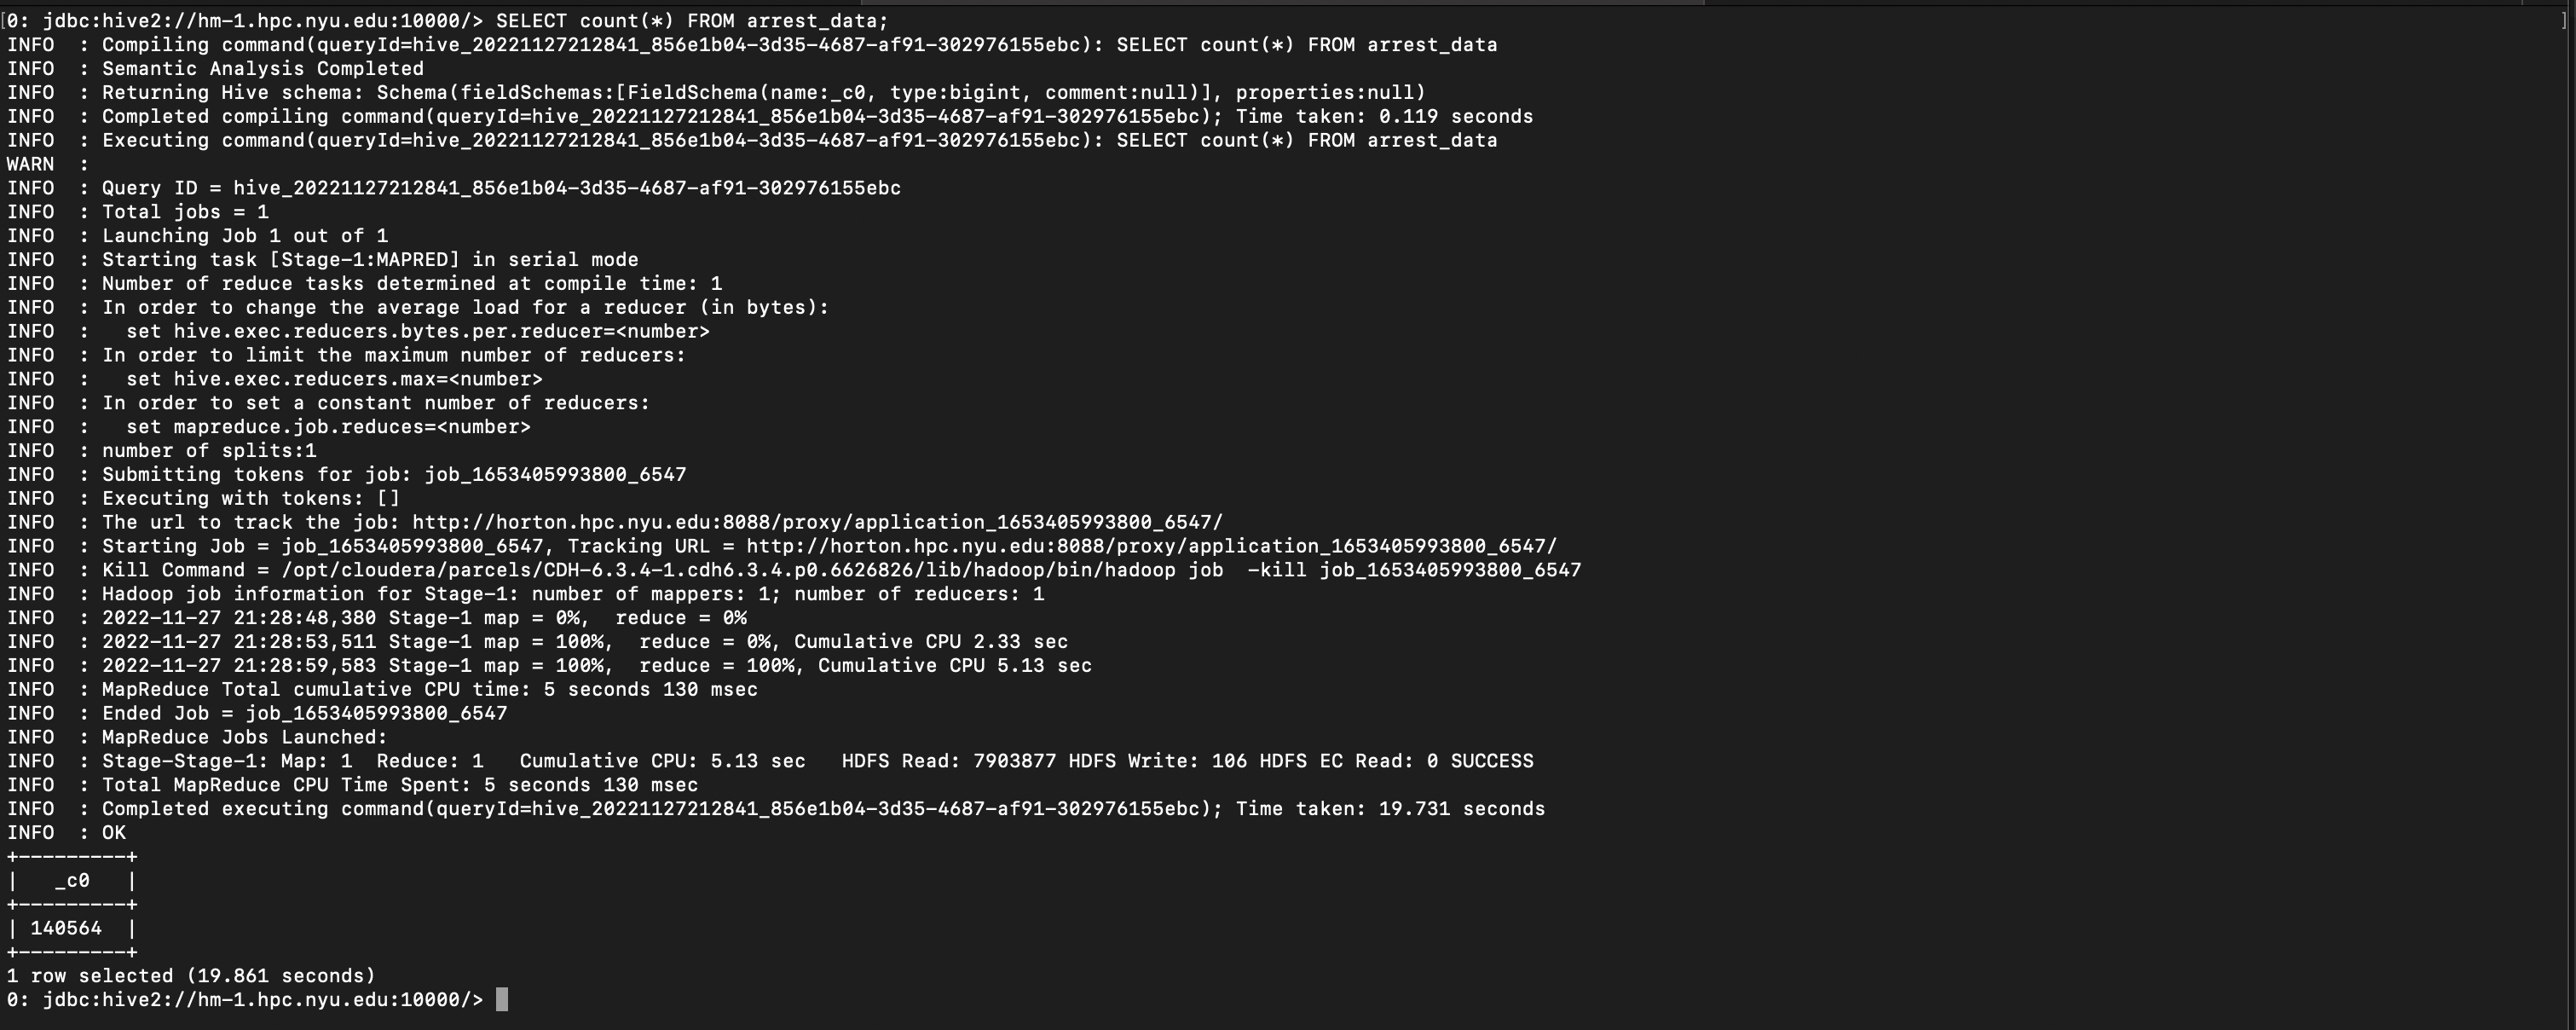 [0: jdbc:hive2://hm-1.hpc.nyu.edu:10000/> SELECT count(*) FROM arrest_data; ]
INFO  : Compiling command(queryId=hive_20221127212841_856e1b04-3d35-4687-af91-302976155ebc): SELECT count(*) FROM arrest_data
INFO  : Semantic Analysis Completed
INFO  : Returning Hive schema: Schema(fieldSchemas:[FieldSchema(name:_c0, type:bigint, comment:null)], properties:null)
INFO  : Completed compiling command(queryId=hive_20221127212841_856e1b04-3d35-4687-af91-302976155ebc); Time taken: 0.119 seconds
INFO  : Executing command(queryId=hive_20221127212841_856e1b04-3d35-4687-af91-302976155ebc): SELECT count(*) FROM arrest_data
WARN  :
INFO  : Query ID = hive_20221127212841_856e1b04-3d35-4687-af91-302976155ebc
INFO  : Total jobs = 1
INFO  : Launching Job 1 out of 1
INFO  : Starting task [Stage-1:MAPRED] in serial mode
INFO  : Number of reduce tasks determined at compile time: 1
INFO  : In order to change the average load for a reducer (in bytes):
INFO  :   set hive.exec.reducers.bytes.per.reducer=<number>
INFO  : In order to limit the maximum number of reducers:
INFO  :   set hive.exec.reducers.max=<number>
INFO  : In order to set a constant number of reducers:
INFO  :   set mapreduce.job.reduces=<number>
INFO  : number of splits:1
INFO  : Submitting tokens for job: job_1653405993800_6547
INFO  : Executing with tokens: []
INFO  : The url to track the job: http://horton.hpc.nyu.edu:8088/proxy/application_1653405993800_6547/
INFO  : Starting Job = job_1653405993800_6547, Tracking URL = http://horton.hpc.nyu.edu:8088/proxy/application_1653405993800_6547/
INFO  : Kill Command = /opt/cloudera/parcels/CDH-6.3.4-1.cdh6.3.4.p0.6626826/lib/hadoop/bin/hadoop job  -kill job_1653405993800_6547
INFO  : Hadoop job information for Stage-1: number of mappers: 1; number of reducers: 1
INFO  : 2022-11-27 21:28:48,380 Stage-1 map = 0%,  reduce = 0%
INFO  : 2022-11-27 21:28:53,511 Stage-1 map = 100%,  reduce = 0%, Cumulative CPU 2.33 sec
INFO  : 2022-11-27 21:28:59,583 Stage-1 map = 100%,  reduce = 100%, Cumulative CPU 5.13 sec
INFO  : MapReduce Total cumulative CPU time: 5 seconds 130 msec
INFO  : Ended Job = job_1653405993800_6547
INFO  : MapReduce Jobs Launched:
INFO  : Stage-Stage-1: Map: 1  Reduce: 1   Cumulative CPU: 5.13 sec   HDFS Read: 7903877 HDFS Write: 106 HDFS EC Read: 0 SUCCESS
INFO  : Total MapReduce CPU Time Spent: 5 seconds 130 msec
INFO  : Completed executing command(queryId=hive_20221127212841_856e1b04-3d35-4687-af91-302976155ebc); Time taken: 19.731 seconds
INFO  : OK
+---------+
|   _c0   |
+---------+
| 140564  |
+---------+
1 row selected (19.861 seconds)
0: jdbc:hive2://hm-1.hpc.nyu.edu:10000/>